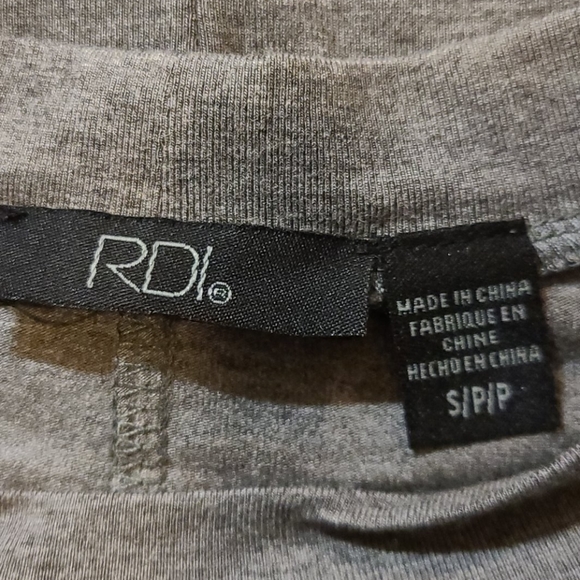 RDI®
MADE IN CHINA
FABRIQUE EN
CHINE
HECHO EN CHINA
S/P/P